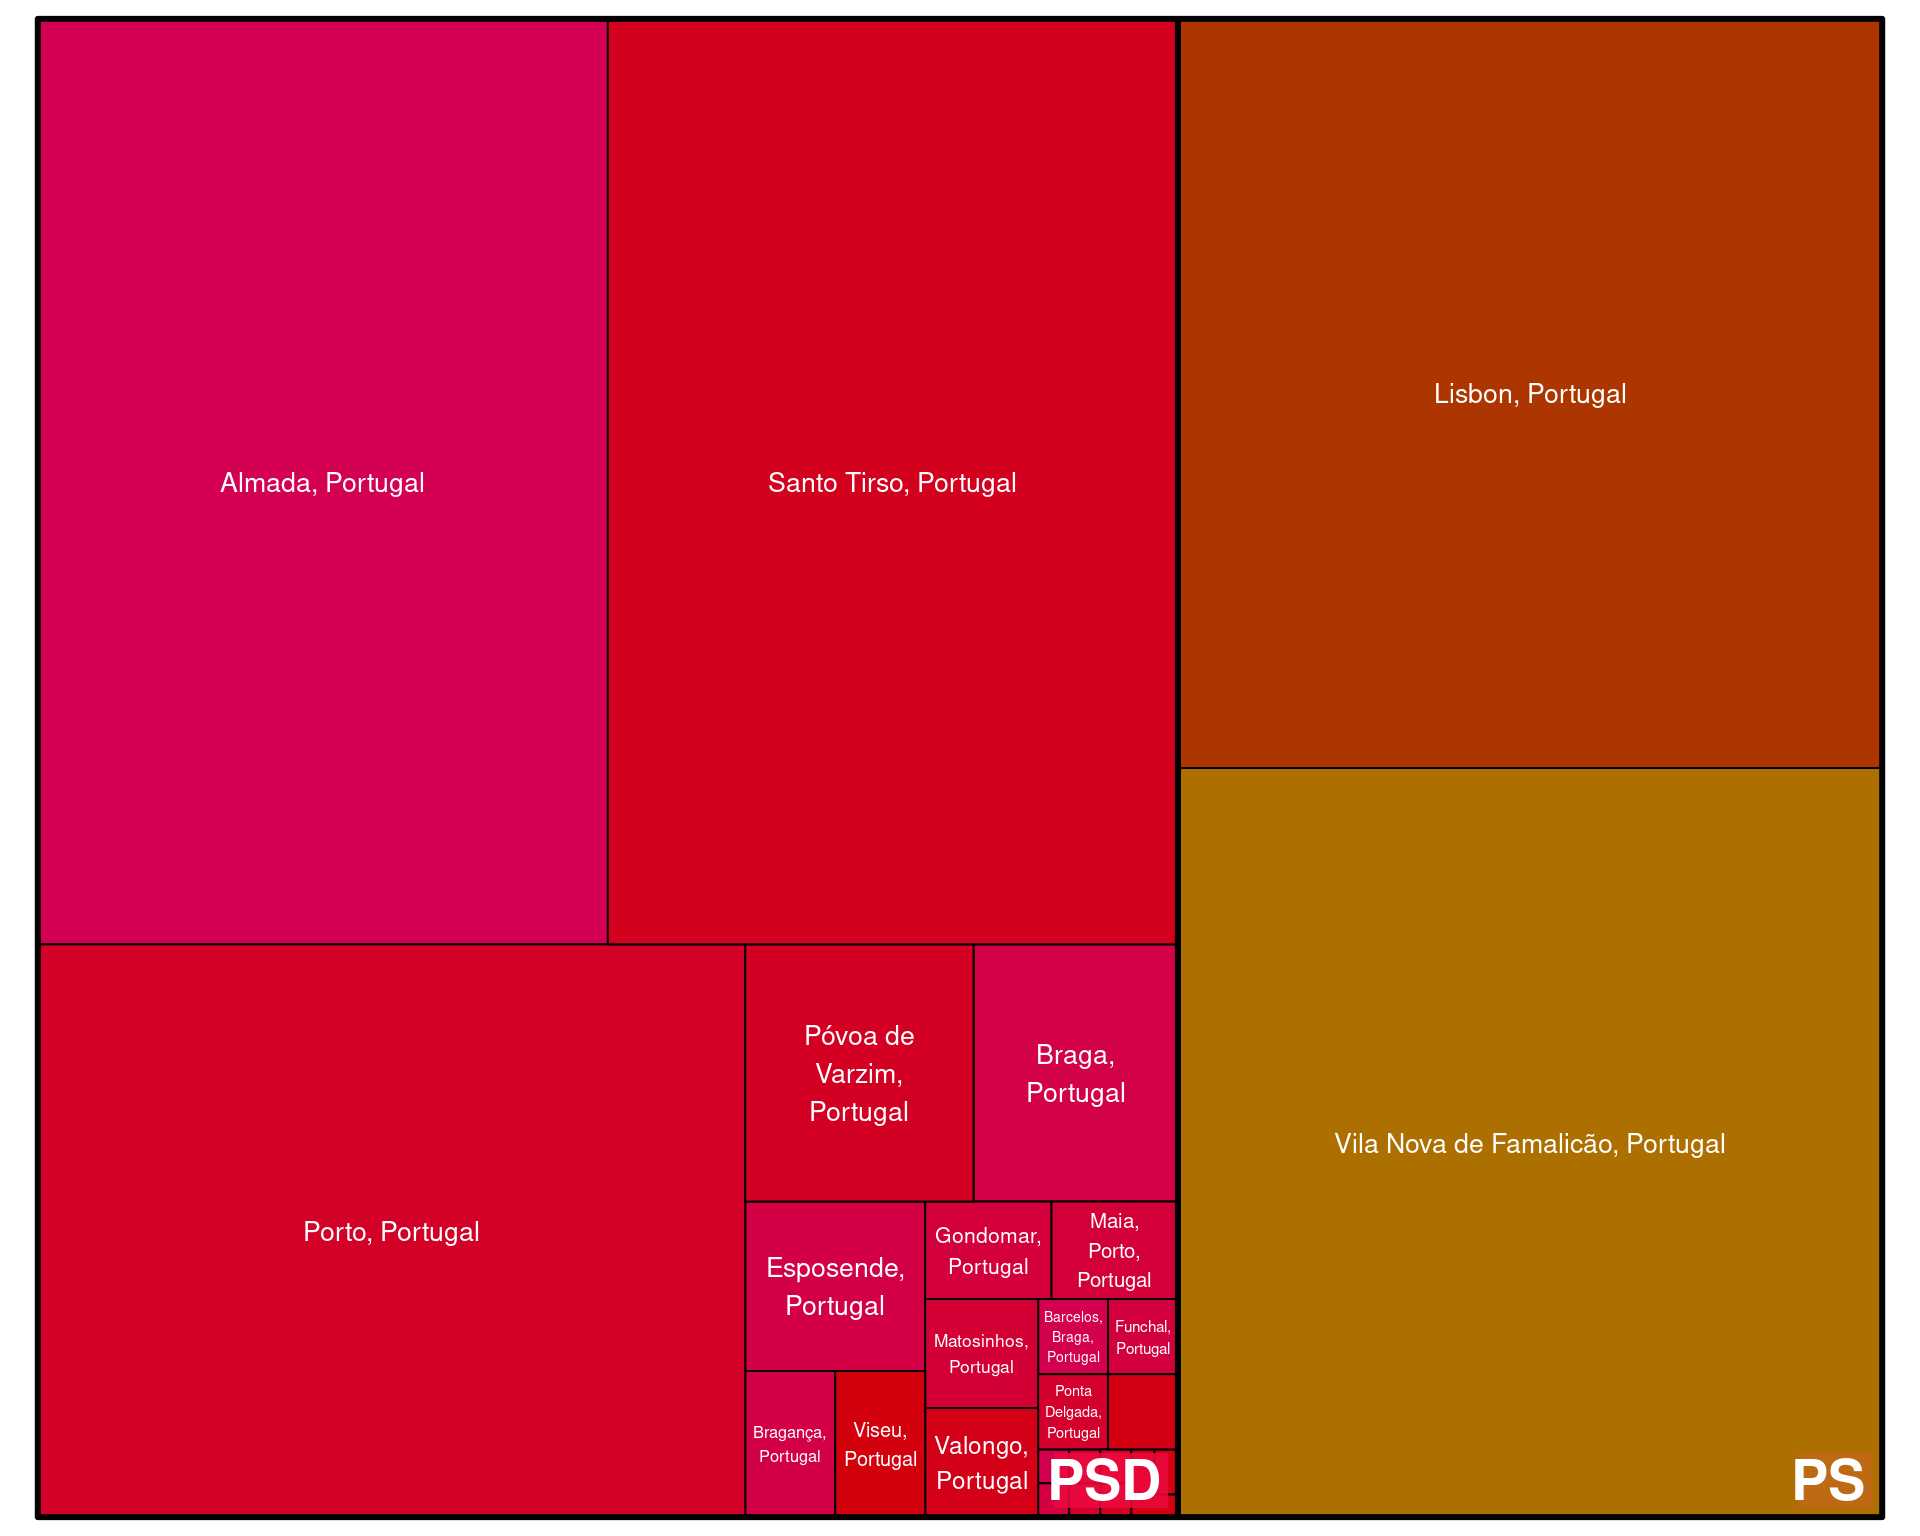 Almada, Portugal
Santo Tirso, Portugal
Lisbon, Portugal
Porto, Portugal
Póvoa de
Varzim,
Portugal
Braga,
Portugal
Vila Nova de Famalicão, Portugal
Esposende,
Portugal
Gondomar,
Portugal
Maia,
Porto,
Portugal
Matosinhos,
Portugal
Barcelos,
Braga,
Portugal
Funchal,
Portugal
Ponta
Delgada,
Portugal
Bragança,
Portugal
Viseu,
Portugal
Valongo,
Portugal
PSD
PS